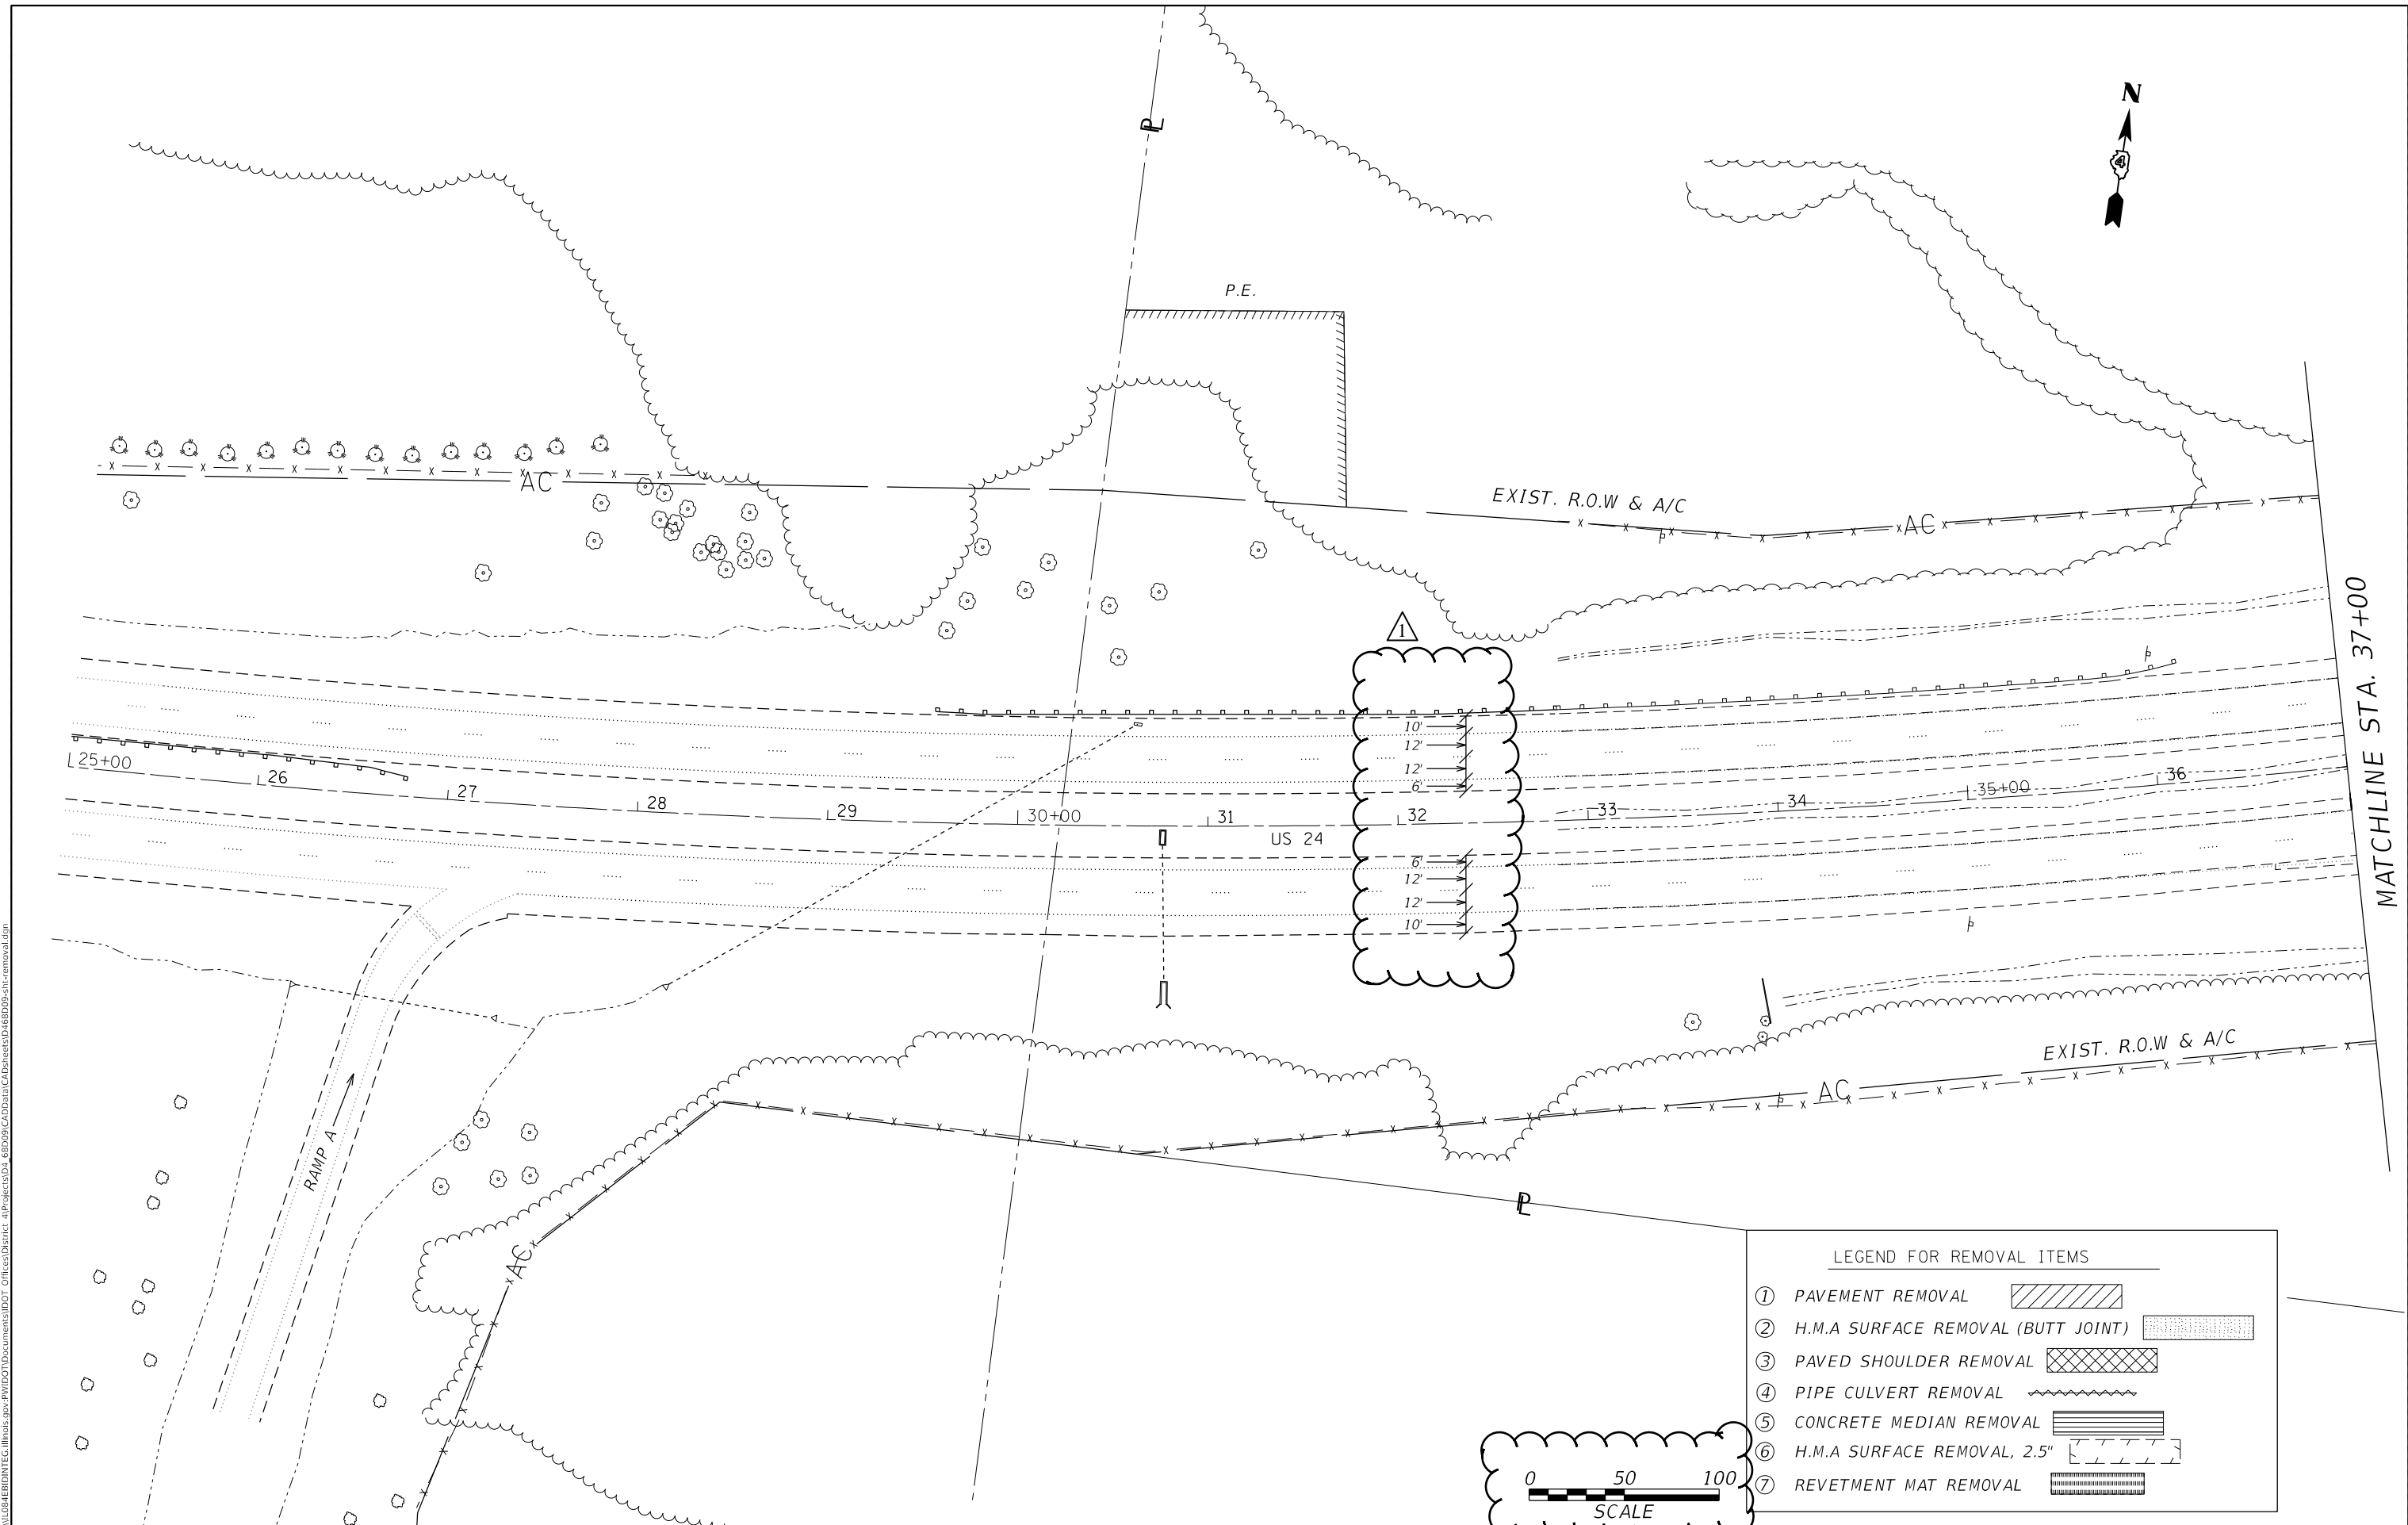 N
4
PL
P.E.
AC
EXIST. R.O.W & A/C
AC
MATCHLINE STA. 37+00
1
10'
12'
12'
6'
25+00
26
27
28
29
30+00
31
32
33
34
35+00
36
US 24
6'
12'
12'
10'
RAMP A
EXIST. R.O.W & A/C
AC
AC
PL
LEGEND FOR REMOVAL ITEMS
1 PAVEMENT REMOVAL
2 H.M.A SURFACE REMOVAL (BUTT JOINT)
3 PAVED SHOULDER REMOVAL
4 PIPE CULVERT REMOVAL
5 CONCRETE MEDIAN REMOVAL
6 H.M.A SURFACE REMOVAL, 2.5"
7 REVETMENT MAT REMOVAL
0 50 100
SCALE